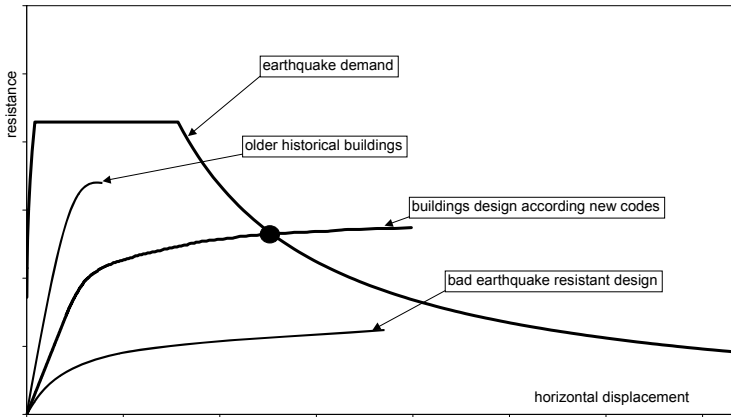 earthquake demand
resistance
older historical buildings
buildings design according new codes
bad earthquake resistant design
horizontal displacement